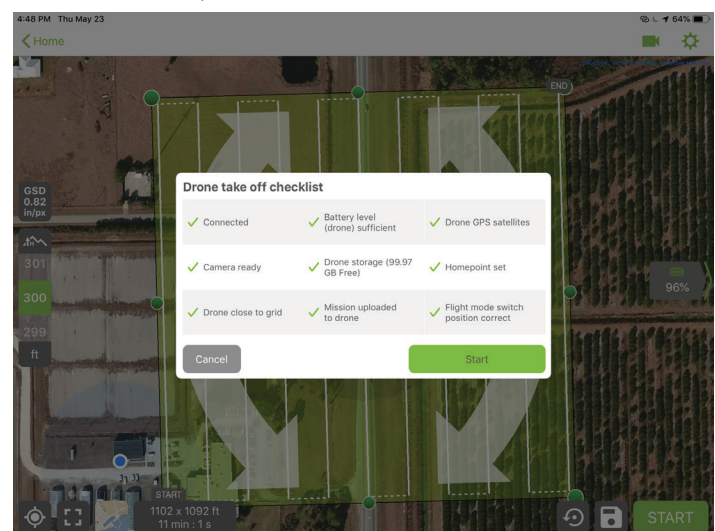 4:48 PM Thu May 23
64%
Home
END
GSD
0.82
in/px
301
300
299
ft
96%
Drone take off checklist
Connected
Battery level
(drone) sufficient
Drone GPS satellites
Camera ready
Drone storage (99.97
GB Free)
Homepoint set
Drone close to grid
Mission uploaded
to drone
Flight mode switch
position correct
Cancel
Start
START
1102 x 1092 ft
11 min : 1 s
START